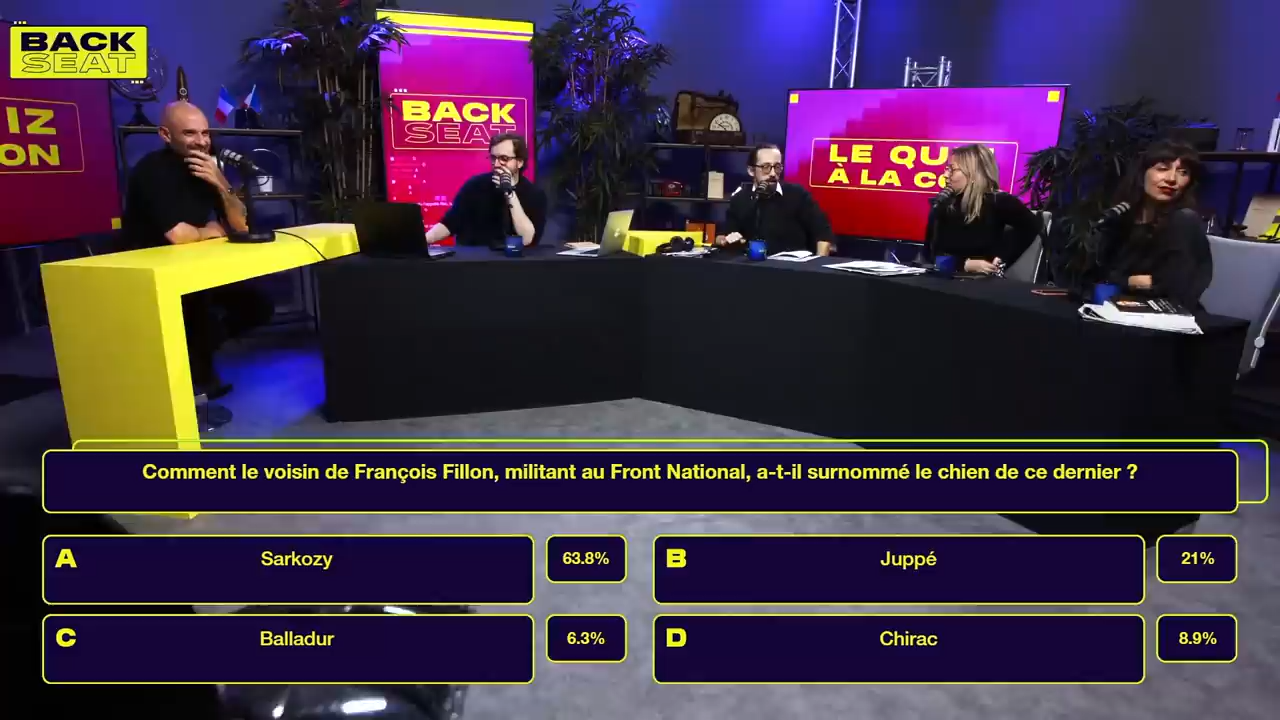 BACK
SEAT
IZ
ON
BACK
SEAT
LE QU
À LA CO
Comment le voisin de François Fillon, militant au Front National, a-t-il surnommé le chien de ce dernier ?
A
Sarkozy
63.8%
B
Juppé
21%
C
Balladur
6.3%
D
Chirac
8.9%